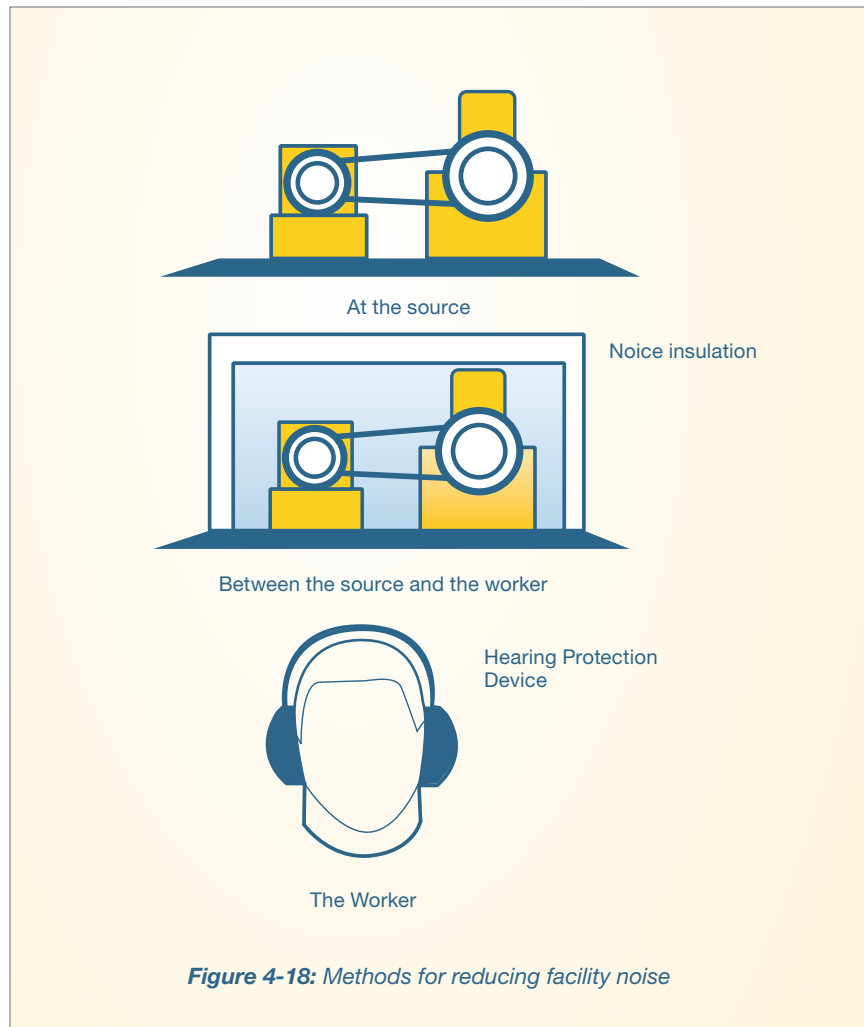 At the source
Noice insulation
Between the source and the worker
Hearing Protection
Device
The Worker
Figure 4-18: Methods for reducing facility noise